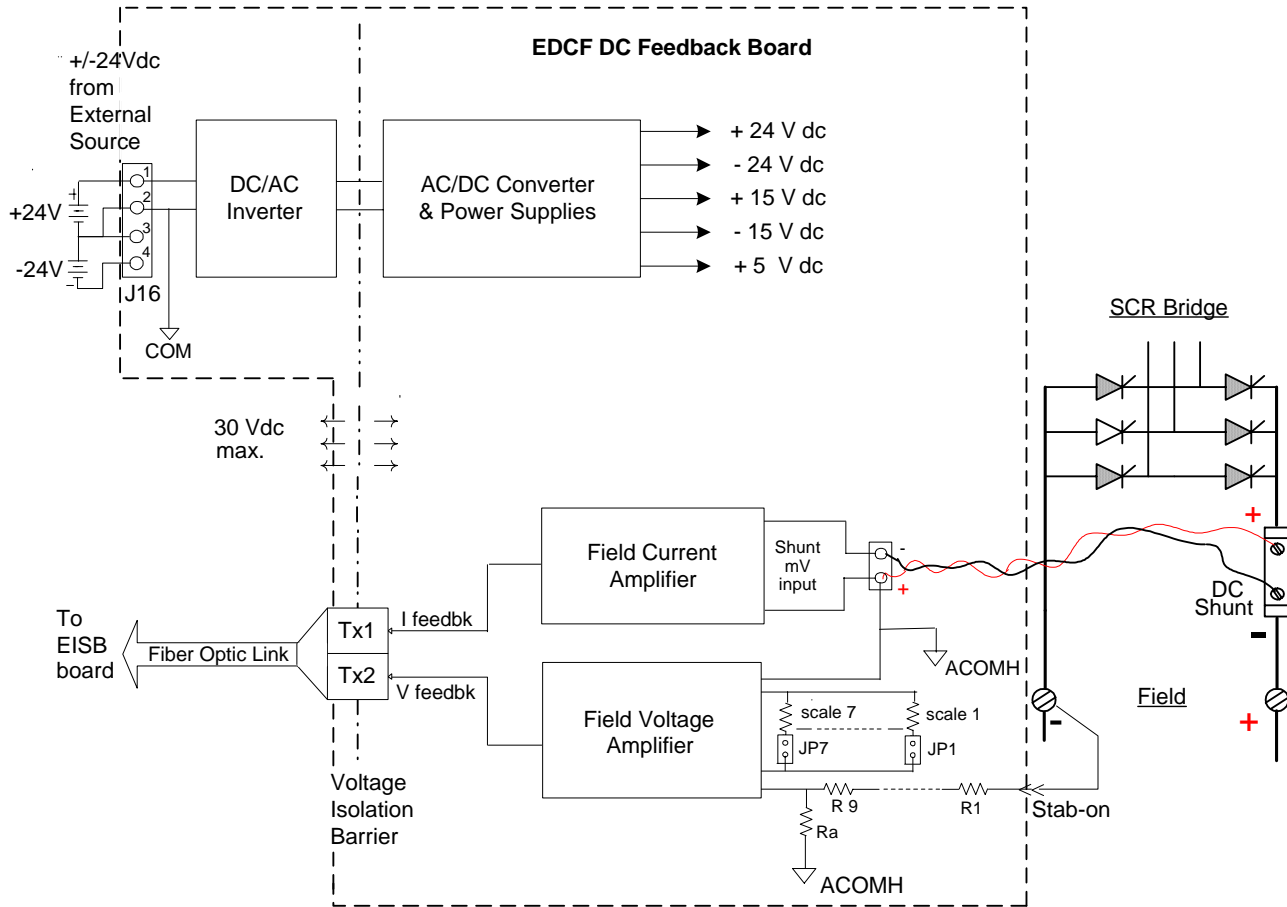 EDCF DC Feedback Board
+/-24Vdc
from
External
Source
+
+24V
-24V
-
1
2
3
4
J16
COM
DC/AC
Inverter
AC/DC Converter
& Power Supplies
+ 24 V dc
- 24 V dc
+ 15 V dc
- 15 V dc
+ 5 V dc
SCR Bridge
30 Vdc
max.
Field Current
Amplifier
Shunt
mV
input
-
+
+
DC
Shunt
-
To
EISB
board
Fiber Optic Link
Tx1
Tx2
I feedbk
V feedbk
ACOMH
Field Voltage
Amplifier
scale 7
scale 1
JP7
JP1
R 9
R1
Ra
ACOMH
Stab-on
Field
-
+
Voltage
Isolation
Barrier